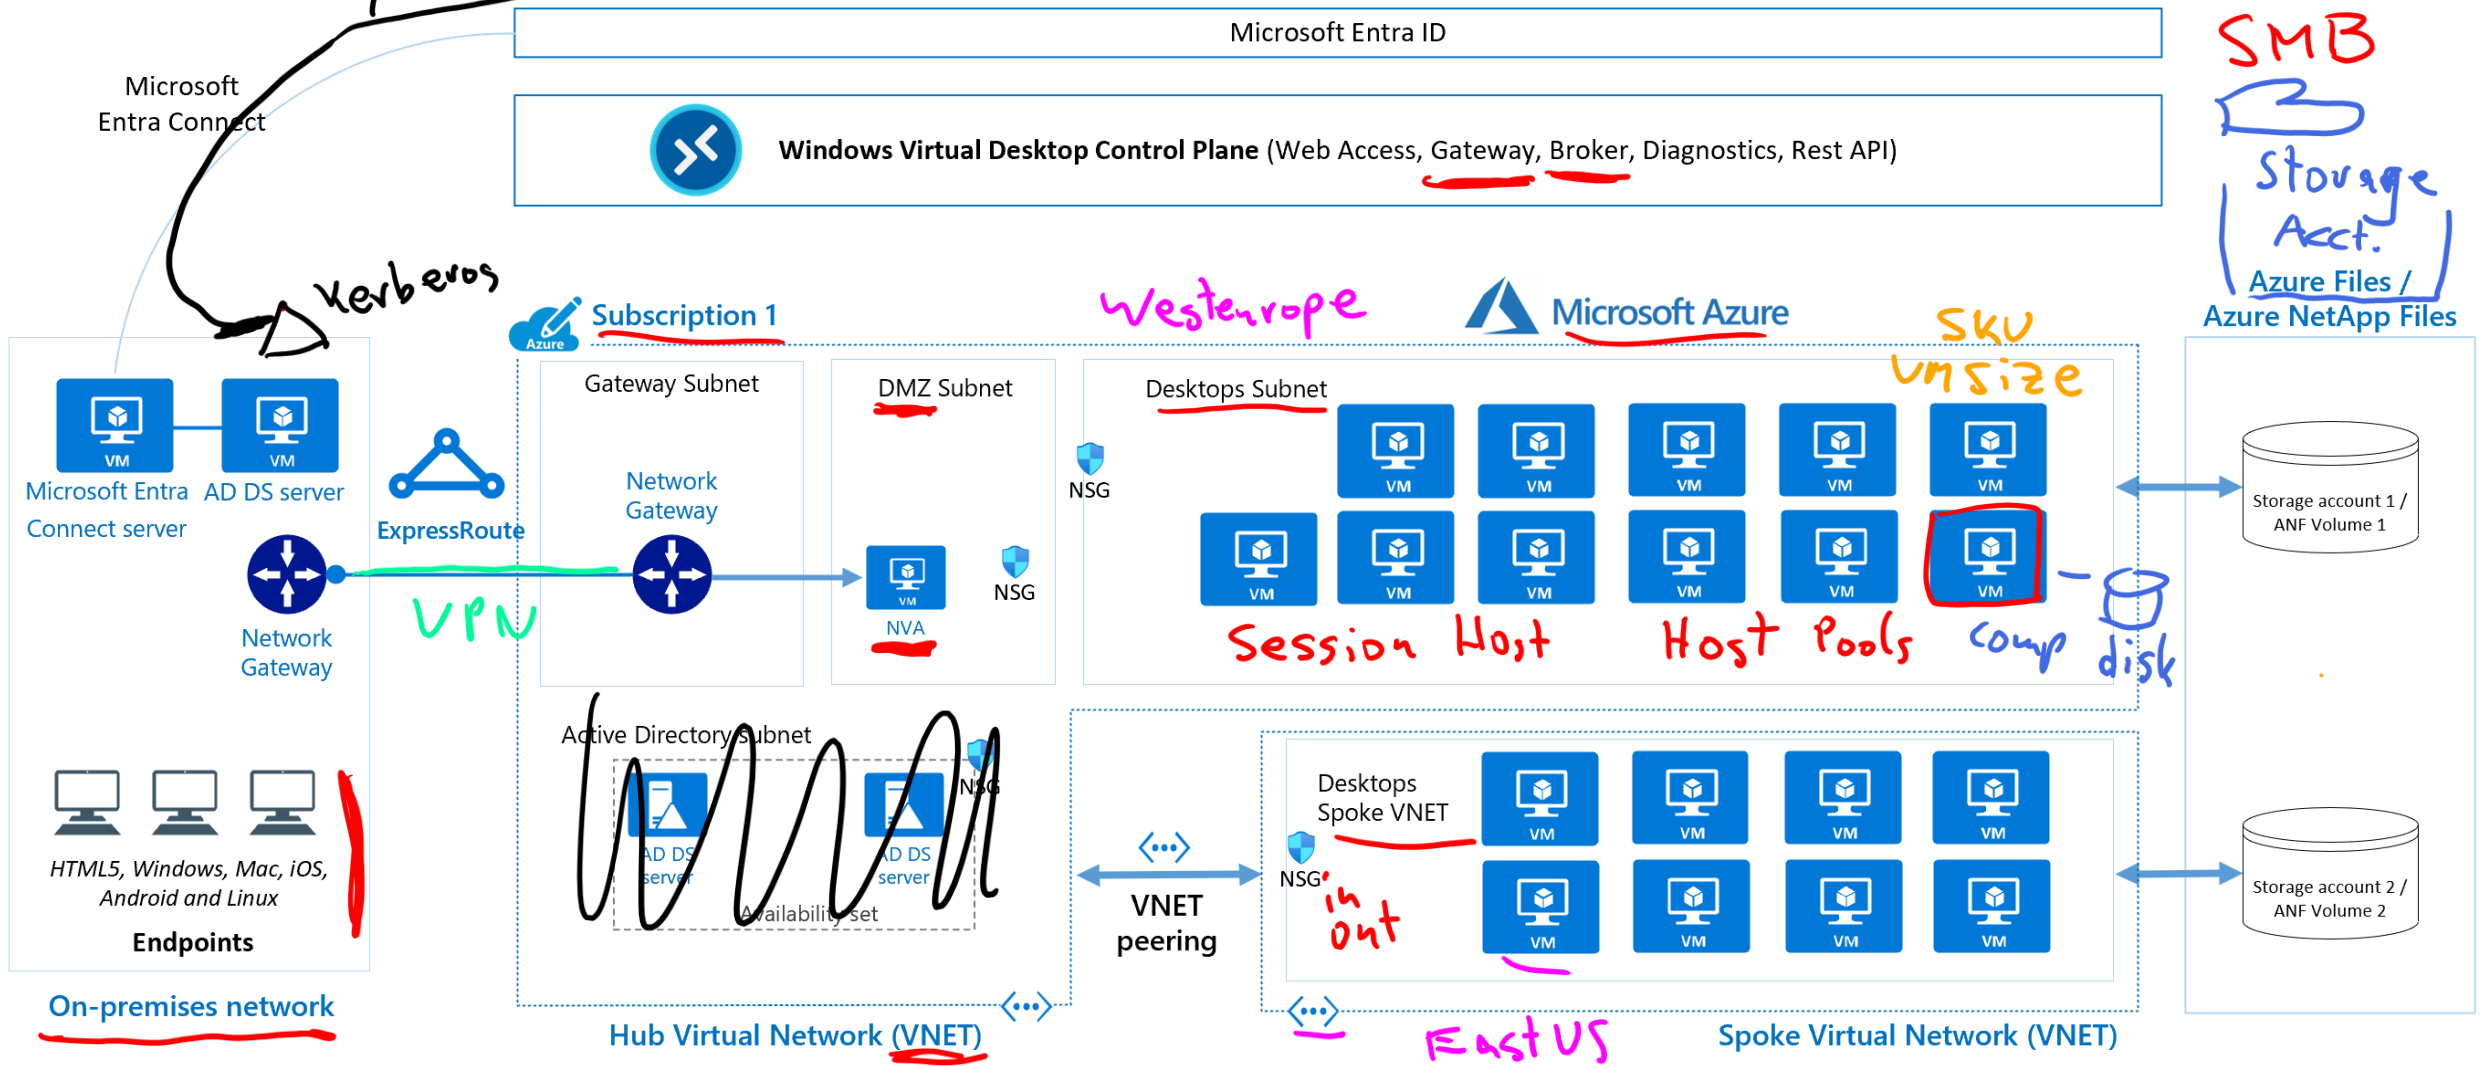 Microsoft Entra ID
SMB
Microsoft
Entra Connect
Windows Virtual Desktop Control Plane (Web Access, Gateway, Broker, Diagnostics, Rest API)
Storage
Acct.
Kerberos
Azure Files /
Azure NetApp Files
Azure
Subscription 1
Westeurope
Microsoft Azure
SKU
VM Size
Gateway Subnet
DMZ Subnet
Desktops Subnet
VM
VM
Microsoft Entra
Connect server
AD DS server
ExpressRoute
Network
Gateway
NSG
VM
VM
VM
VM
VM
Storage account 1 /
ANF Volume 1
VPN
VM
NVA
NSG
VM
VM
VM
VM
VM
VM
Session Host
Host Pools
Comp
disk
Network
Gateway
Active Directory subnet
NSG
AD DS
server
AD DS
server
Availability set
HTML5, Windows, Mac, iOS,
Android and Linux
Endpoints
VNET
peering
Desktops
Spoke VNET
NSG
in
out
VM
VM
VM
VM
VM
VM
VM
VM
Storage account 2 /
ANF Volume 2
On-premises network
Hub Virtual Network (VNET)
East US
Spoke Virtual Network (VNET)